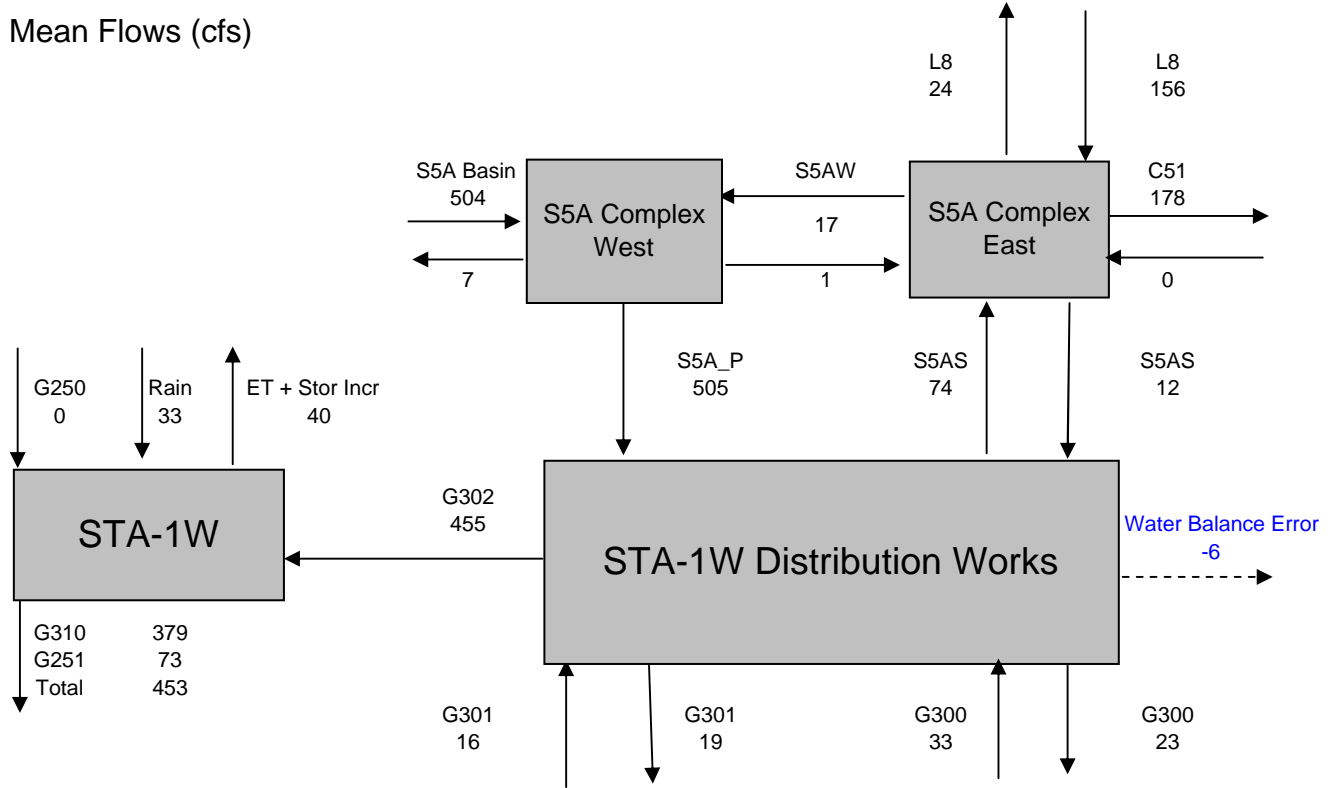 Mean Flows (cfs)
L8
24
L8
156
S5A Basin
504
7
S5A Complex
West
S5AW
17
1
S5A Complex
East
C51
178
0
S5A_P
505
S5AS
74
S5AS
12
G250
0
Rain
33
ET + Stor Incr
40
STA-1W
G302
455
STA-1W Distribution Works
Water Balance Error
-6
G310 379
G251 73
Total 453
G301
16
G301
19
G300
33
G300
23